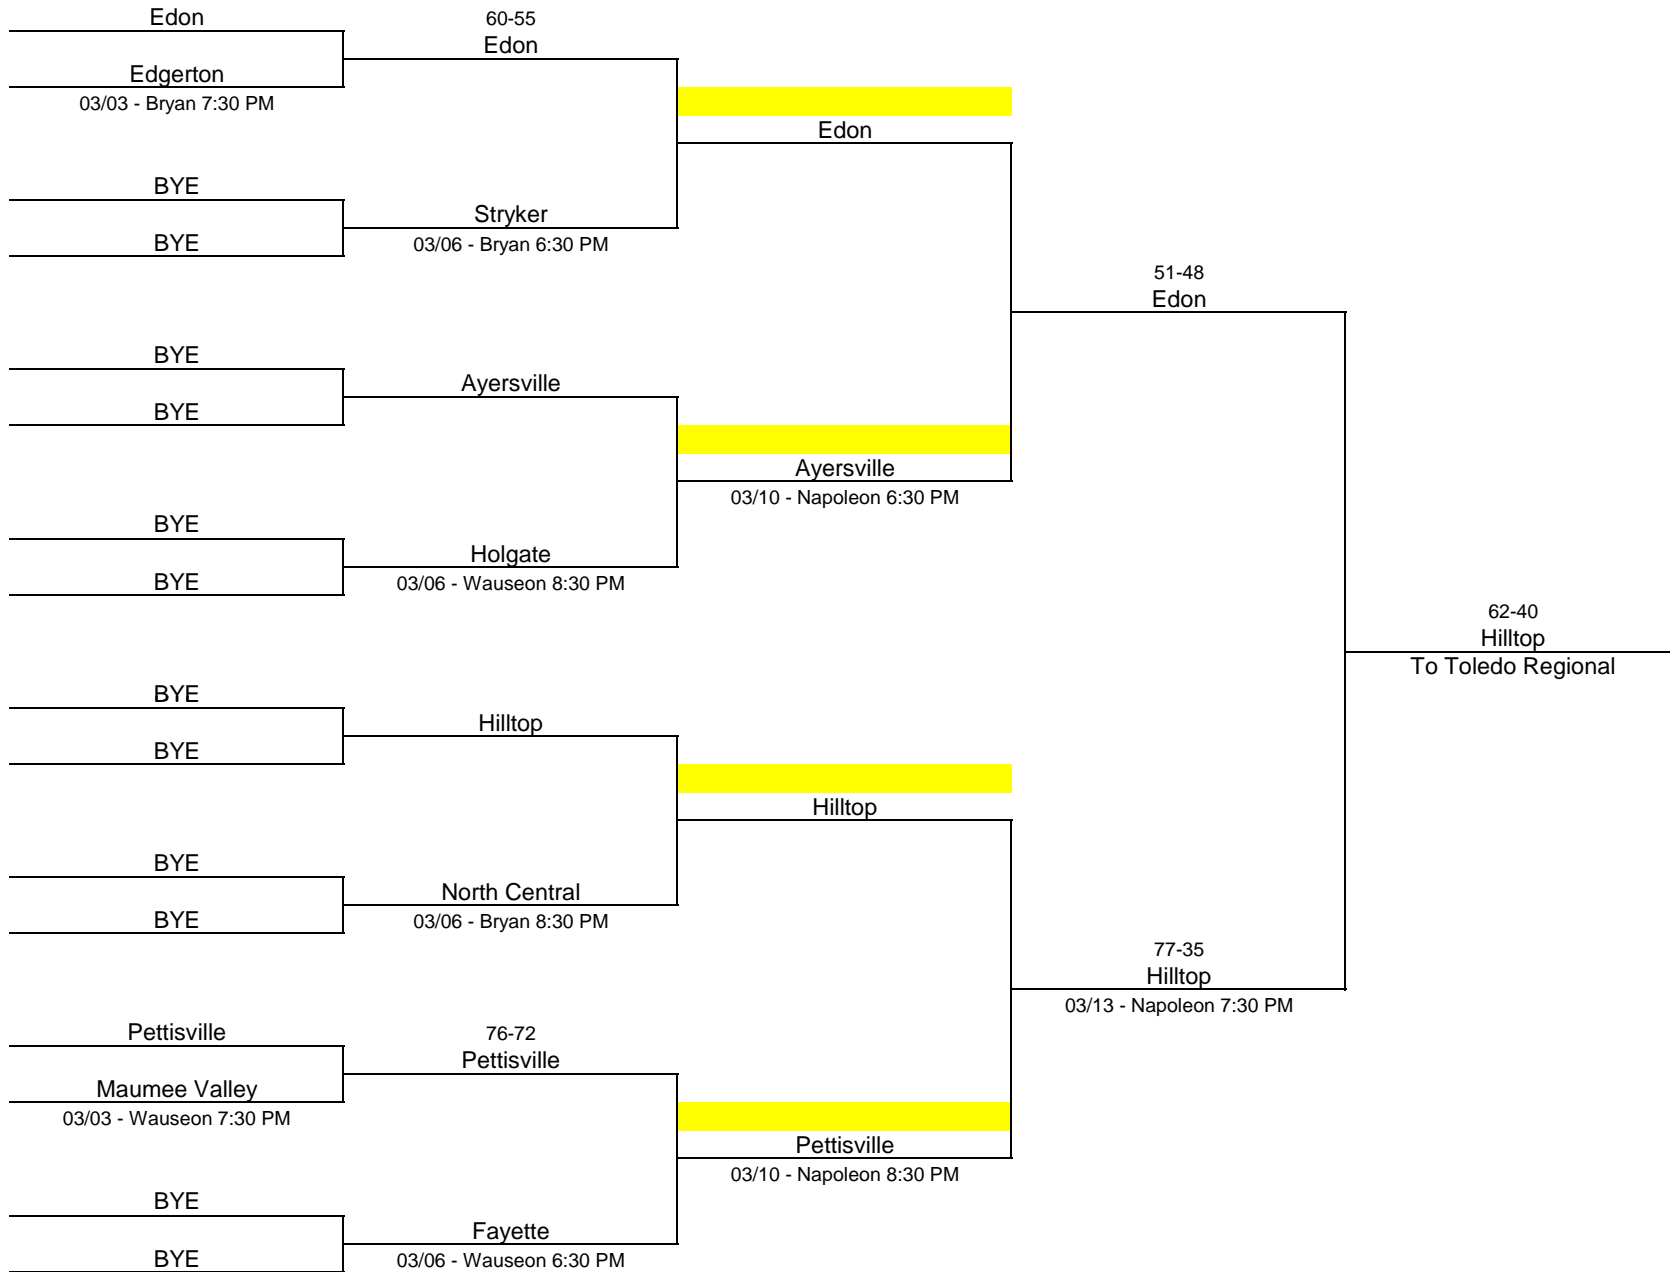 Edon
Edgerton
03/03 - Bryan 7:30 PM
BYE
BYE
BYE
BYE
BYE
BYE
BYE
BYE
BYE
BYE
Pettisville
Maumee Valley
03/03 - Wauseon 7:30 PM
BYE
BYE
60-55
Edon
Stryker
03/06 - Bryan 6:30 PM
Ayersville
Holgate
03/06 - Wauseon 8:30 PM
Hilltop
North Central
03/06 - Bryan 8:30 PM
76-72
Pettisville
Fayette
03/06 - Wauseon 6:30 PM
Edon
Ayersville
03/10 - Napoleon 6:30 PM
Hilltop
Pettisville
03/10 - Napoleon 8:30 PM
51-48
Edon
77-35
Hilltop
03/13 - Napoleon 7:30 PM
62-40
Hilltop
To Toledo Regional